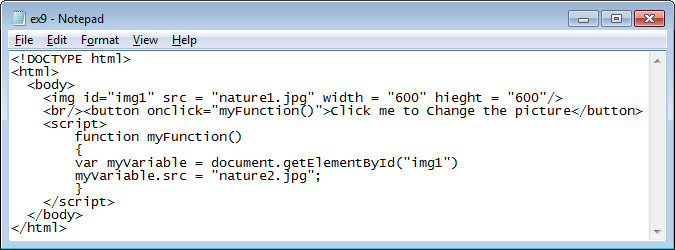 ex9 - Notepad
File Edit Format View Help
<!DOCTYPE html>
<html>
<body>
<img id="img1" src = "nature1.jpg" width = "600" hieght = "600"/>
<br/><button onclick="myFunction()">Click me to Change the picture</button>
<script>
function myFunction()
{
var myVariable = document.getElementById("img1")
myVariable.src = "nature2.jpg";
}
</script>
</body>
</html>